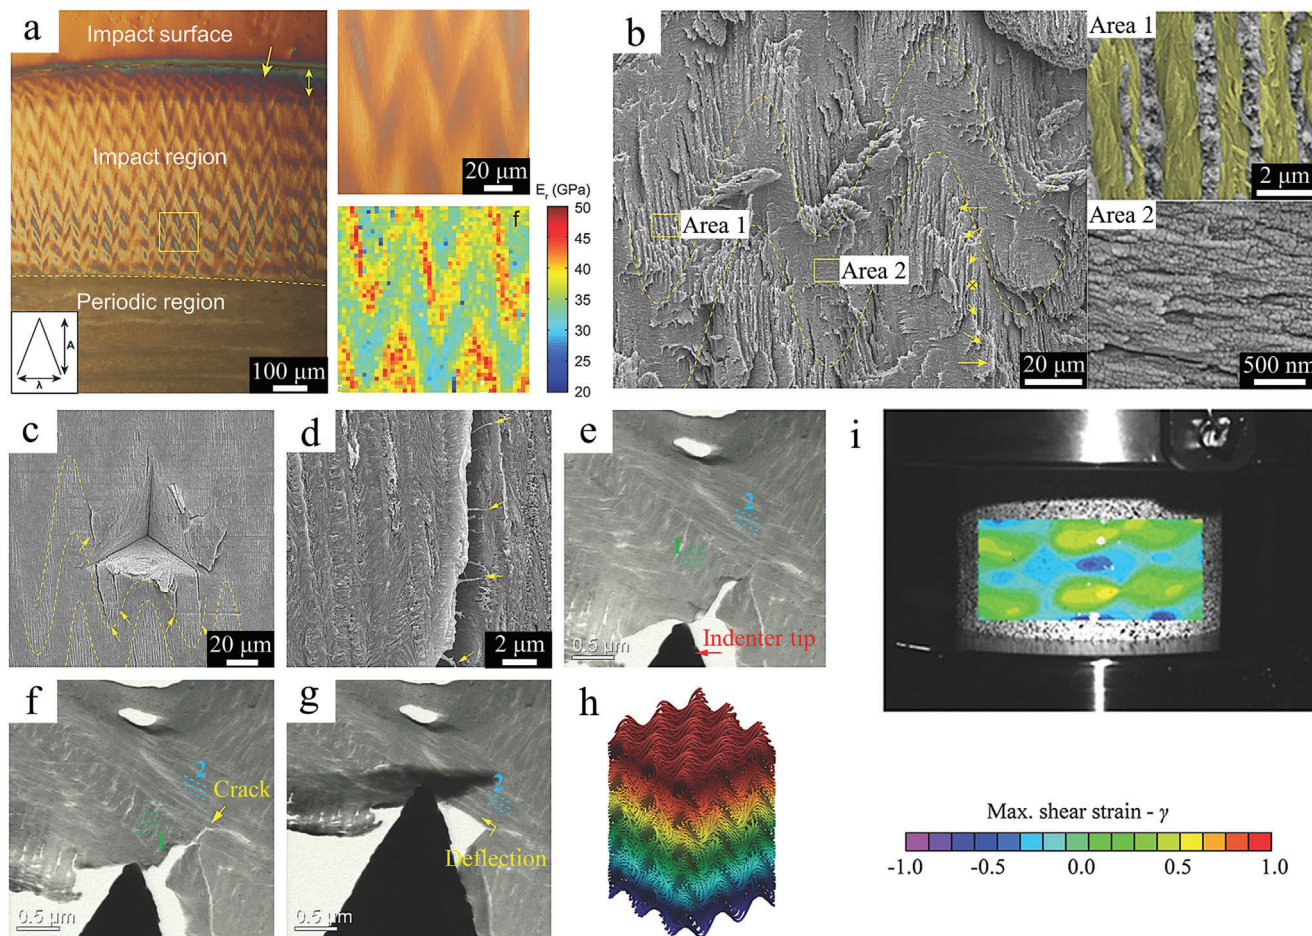 a
Impact surface
Impact region
Periodic region
A
λ
100 μm
20 μm
Er (GPa)
f
50
45
40
35
30
25
20
b
Area 1
Area 2
20 μm
Area 1
2 μm
Area 2
500 nm
c
20 μm
d
2 μm
e
2
1
Indenter tip
0.5 μm
f
2
Crack
1
0.5 μm
g
2
Deflection
0.5 μm
h
i
Max. shear strain - γ
-1.0 -0.5 0.0 0.5 1.0